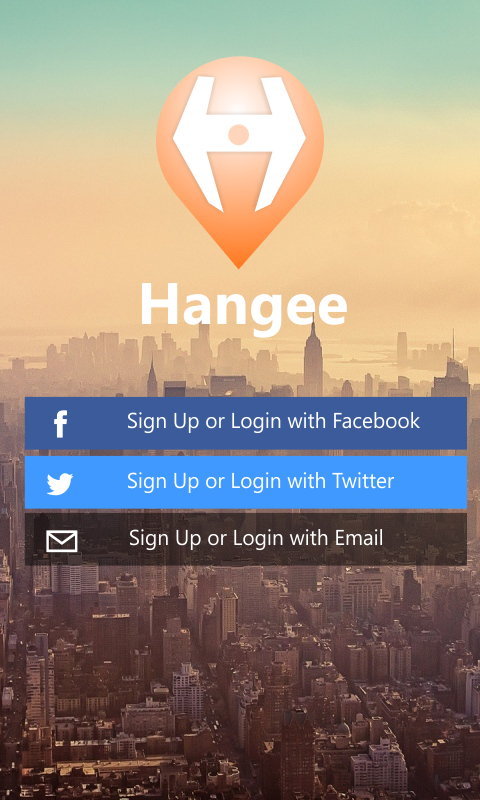 Hangee
Sign Up or Login with Facebook
Sign Up or Login with Twitter
Sign Up or Login with Email